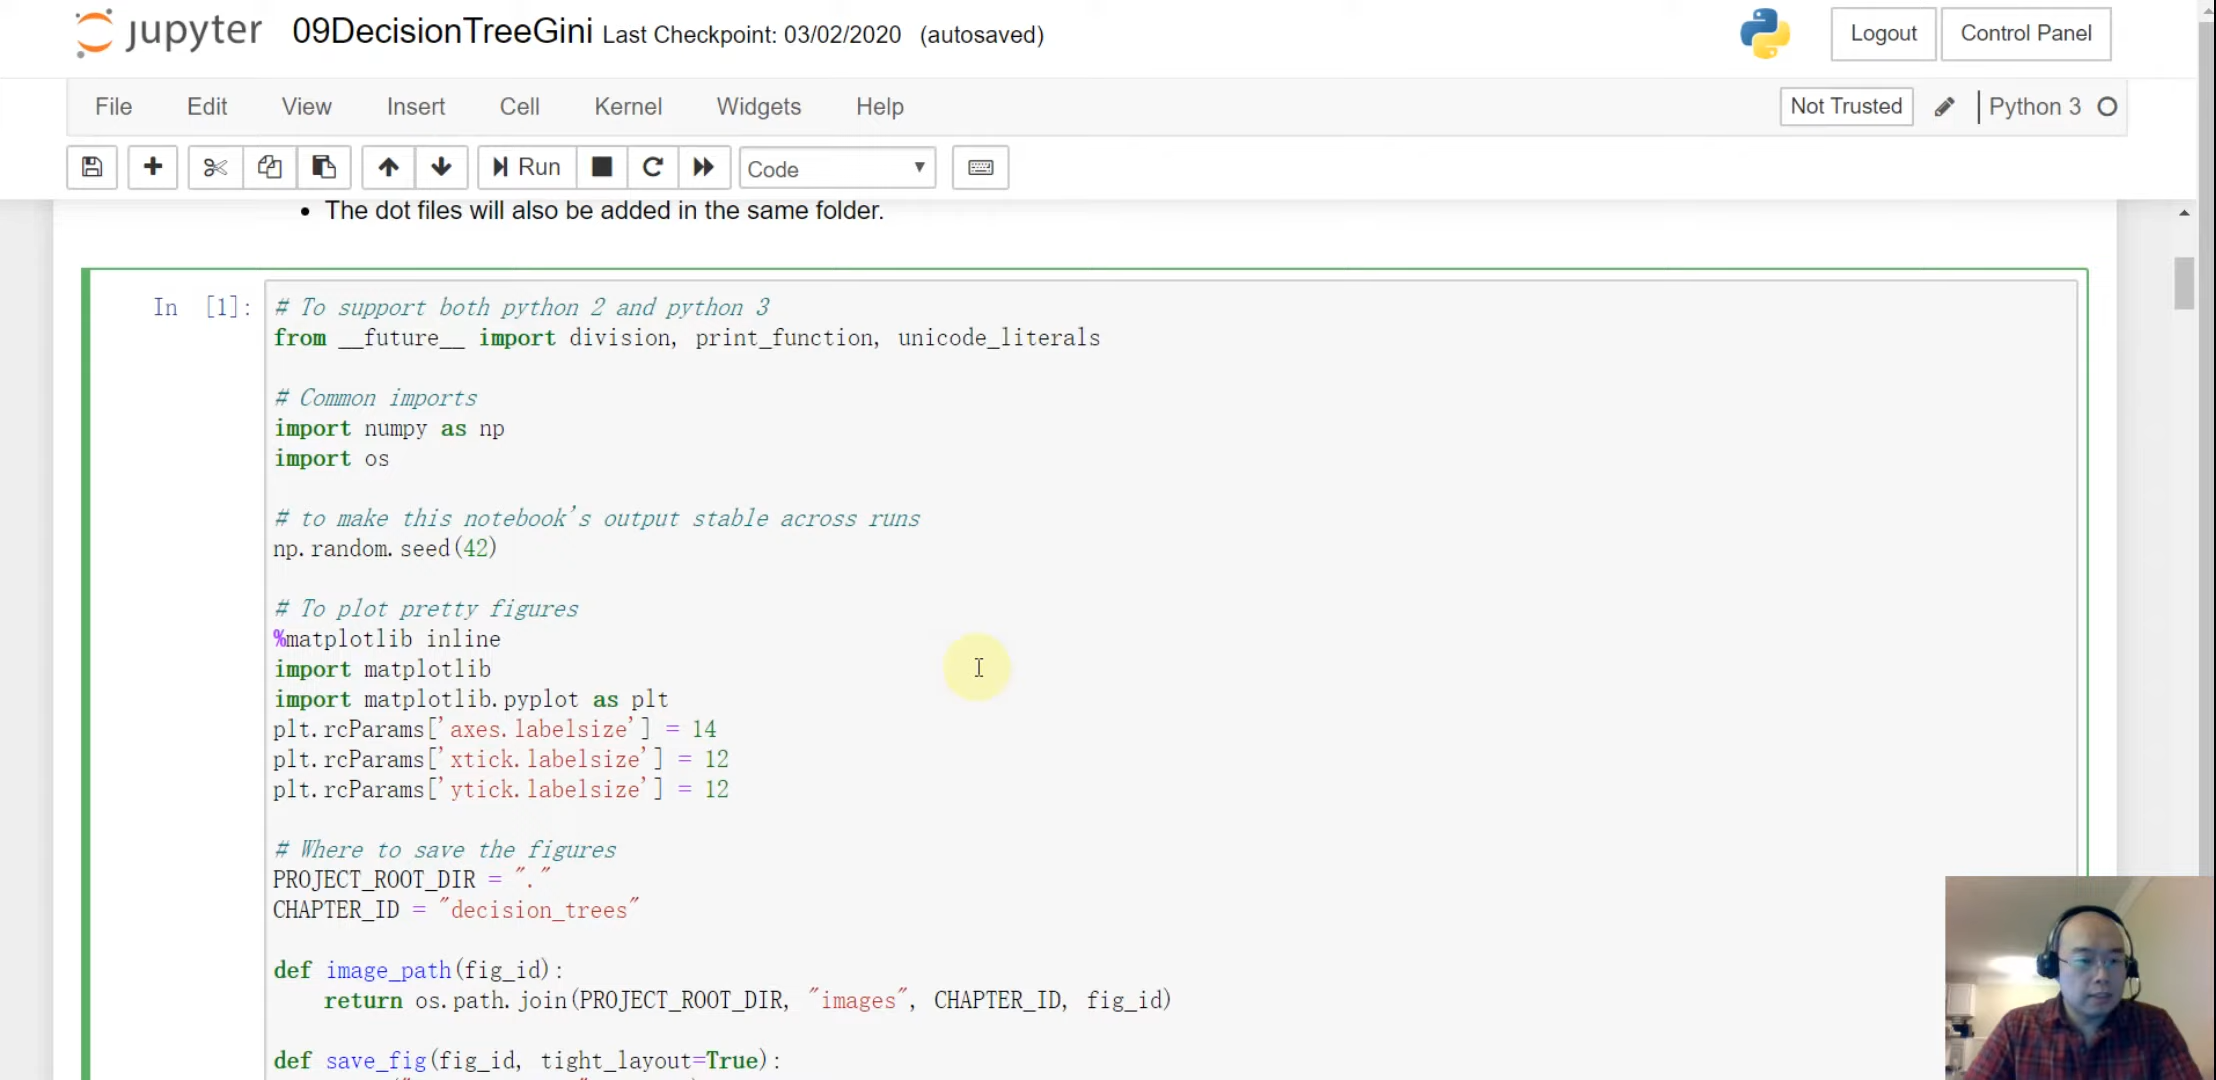 jupyter 09DecisionTreeGini Last Checkpoint: 03/02/2020 (autosaved) Logout Control Panel
File Edit View Insert Cell Kernel Widgets Help Not Trusted Python 3
Run Code
• The dot files will also be added in the same folder.
In [1]: # To support both python 2 and python 3
from __future__ import division, print_function, unicode_literals
# Common imports
import numpy as np
import os
# to make this notebook's output stable across runs
np.random.seed(42)
# To plot pretty figures
%matplotlib inline
import matplotlib
import matplotlib.pyplot as plt
plt.rcParams['axes.labelsize'] = 14
plt.rcParams['xtick.labelsize'] = 12
plt.rcParams['ytick.labelsize'] = 12
# Where to save the figures
PROJECT_ROOT_DIR = "."
CHAPTER_ID = "decision_trees"
def image_path(fig_id):
    return os.path.join(PROJECT_ROOT_DIR, "images", CHAPTER_ID, fig_id)
def save_fig(fig_id, tight_layout=True):